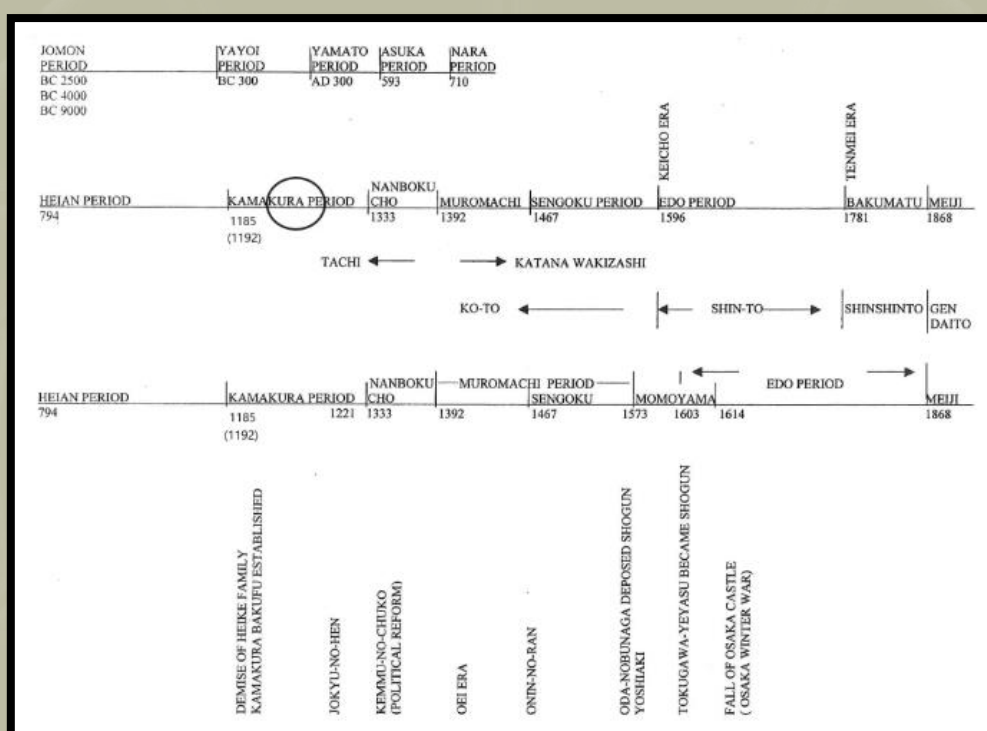 JOMON
PERIOD
BC 2500
BC 4000
BC 9000
YAYOI
PERIOD
BC 300
YAMATO
PERIOD
AD 300
ASUKA
PERIOD
593
NARA
PERIOD
710
KEICHO ERA
TENMEI ERA
HEIAN PERIOD
794
KAMAKURA PERIOD
1185
(1192)
NANBOKU
CHO
1333
MUROMACHI
1392
SENGOKU PERIOD
1467
EDO PERIOD
1596
BAKUMATU
1781
MEIJI
1868
TACHI
KATANA WAKIZASHI
KO-TO
SHIN-TO
SHINSHINTO
GEN
DAITO
HEIAN PERIOD
794
KAMAKURA PERIOD
1185
(1192)
1221
NANBOKU
CHO
1333
MUROMACHI PERIOD
1392
SENGOKU
1467
1573
MOMOYAMA
1603
1614
EDO PERIOD
MEIJI
1868
DEMISE OF HEIKE FAMILY
KAMAKURA BAKUFU ESTABLISHED
JOKYU-NO-HEN
KEMMU-NO-CHUKO
(POLITICAL REFORM)
OEI ERA
ONIN-NO-RAN
ODA-NOBUNAGA DEPOSED SHOGUN
YOSHIAKI
TOKUGAWA-YEYASU BECAME SHOGUN
FALL OF OSAKA CASTLE
( OSAKA WINTER WAR)